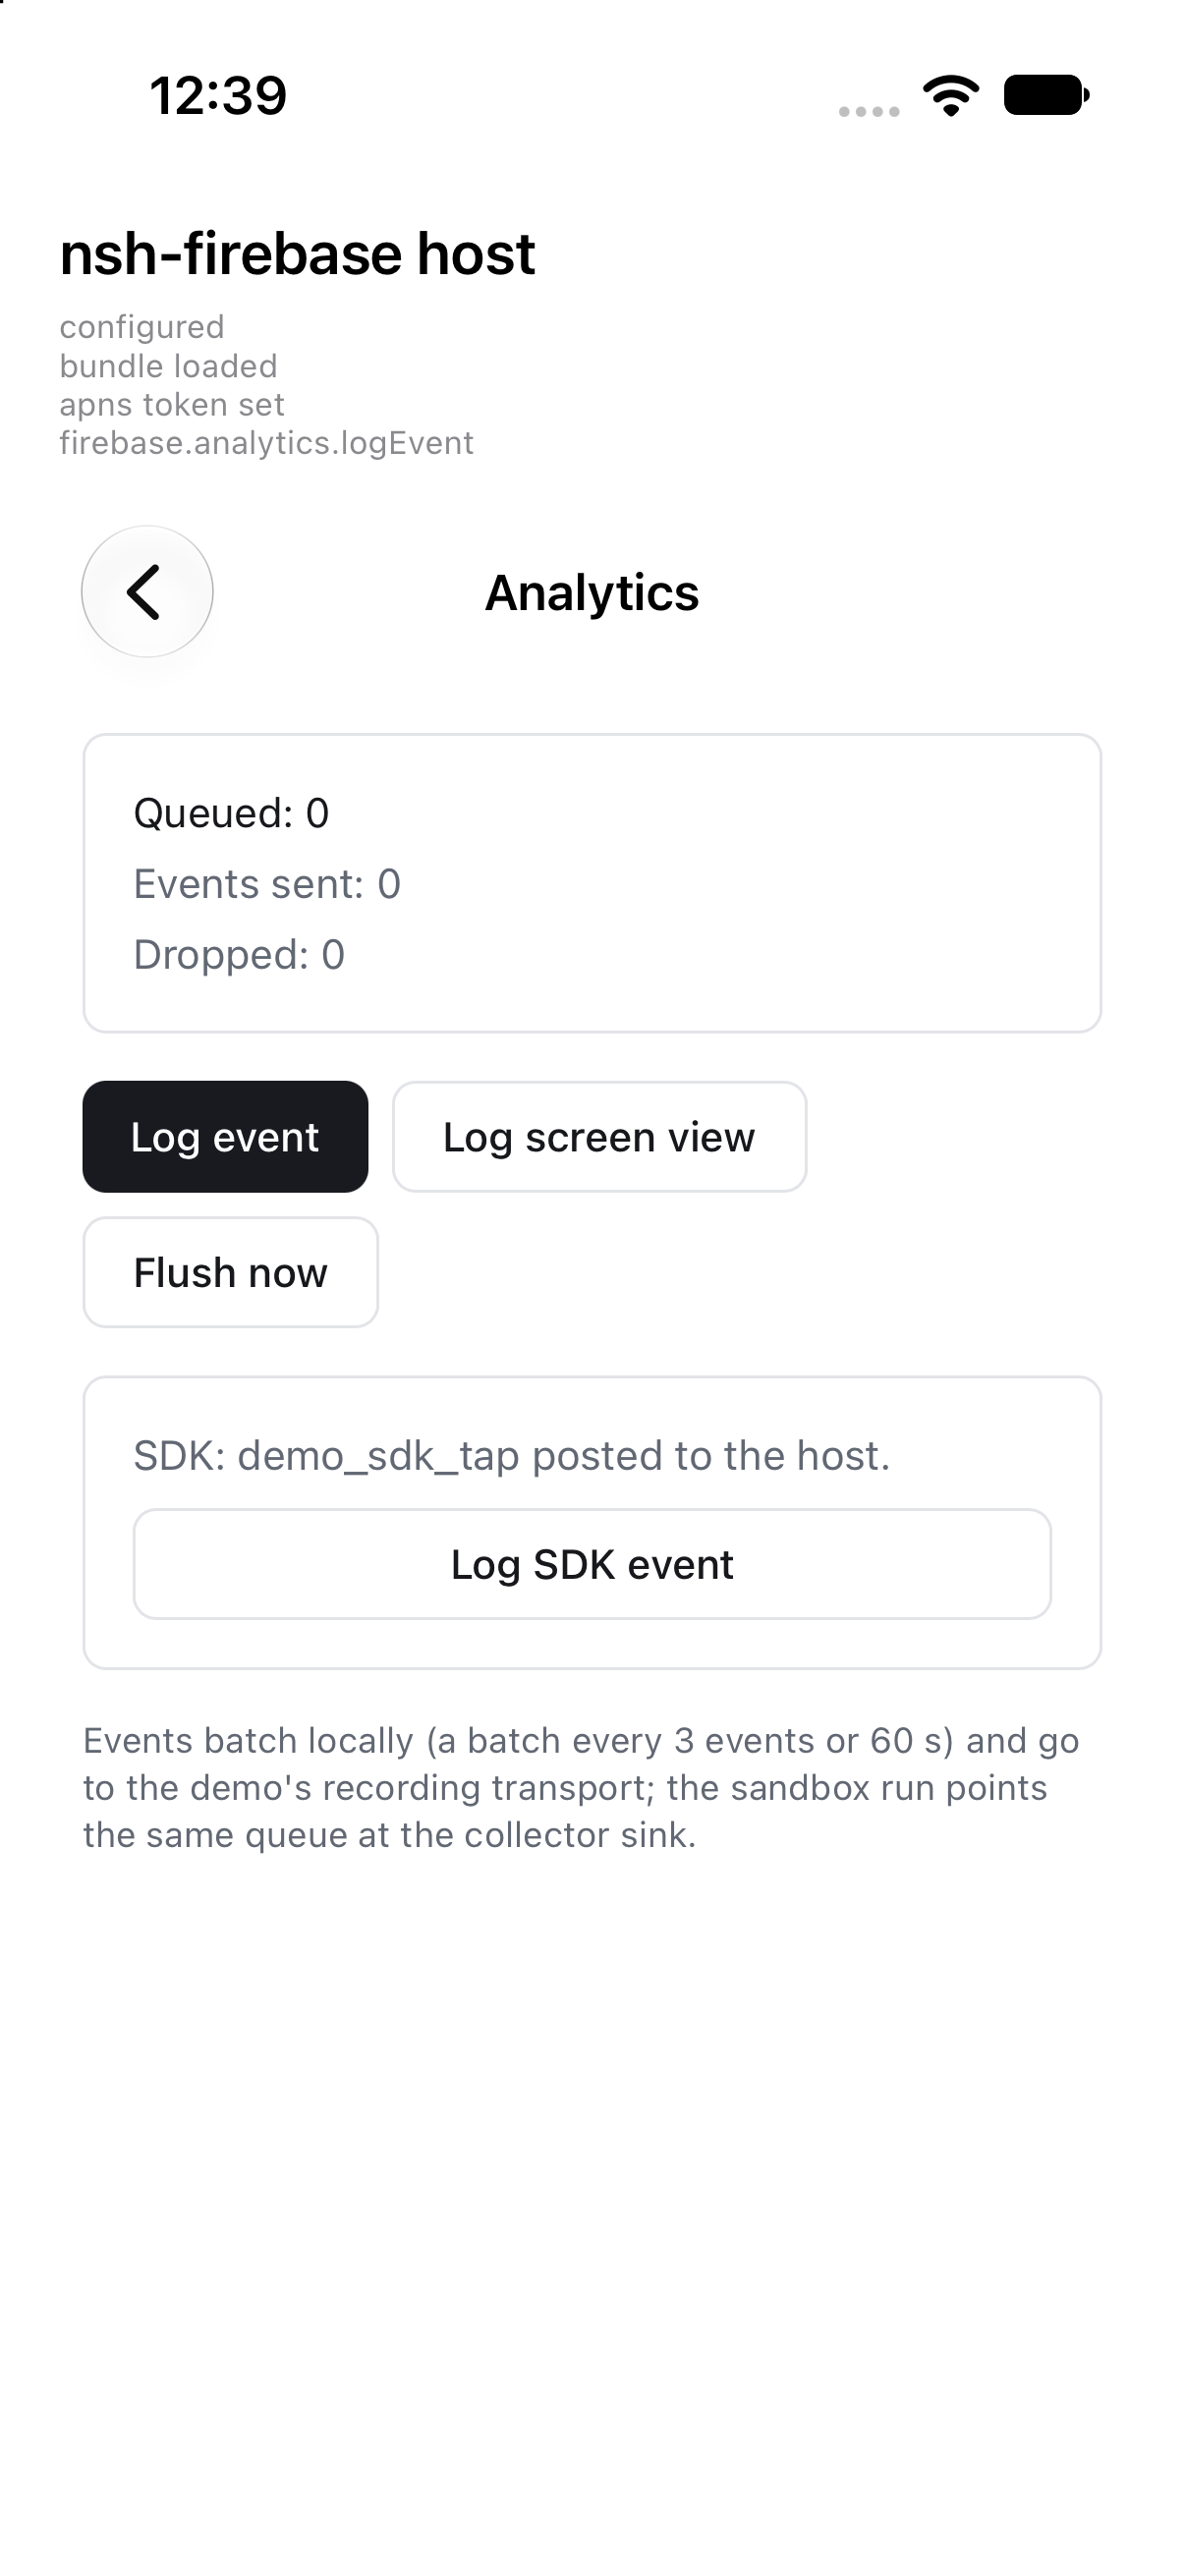 12:39
nsh-firebase host
configured
bundle loaded
apns token set
firebase.analytics.logEvent
Analytics
Queued: 0
Events sent: 0
Dropped: 0
Log event
Log screen view
Flush now
SDK: demo_sdk_tap posted to the host.
Log SDK event
Events batch locally (a batch every 3 events or 60 s) and go
to the demo's recording transport; the sandbox run points
the same queue at the collector sink.